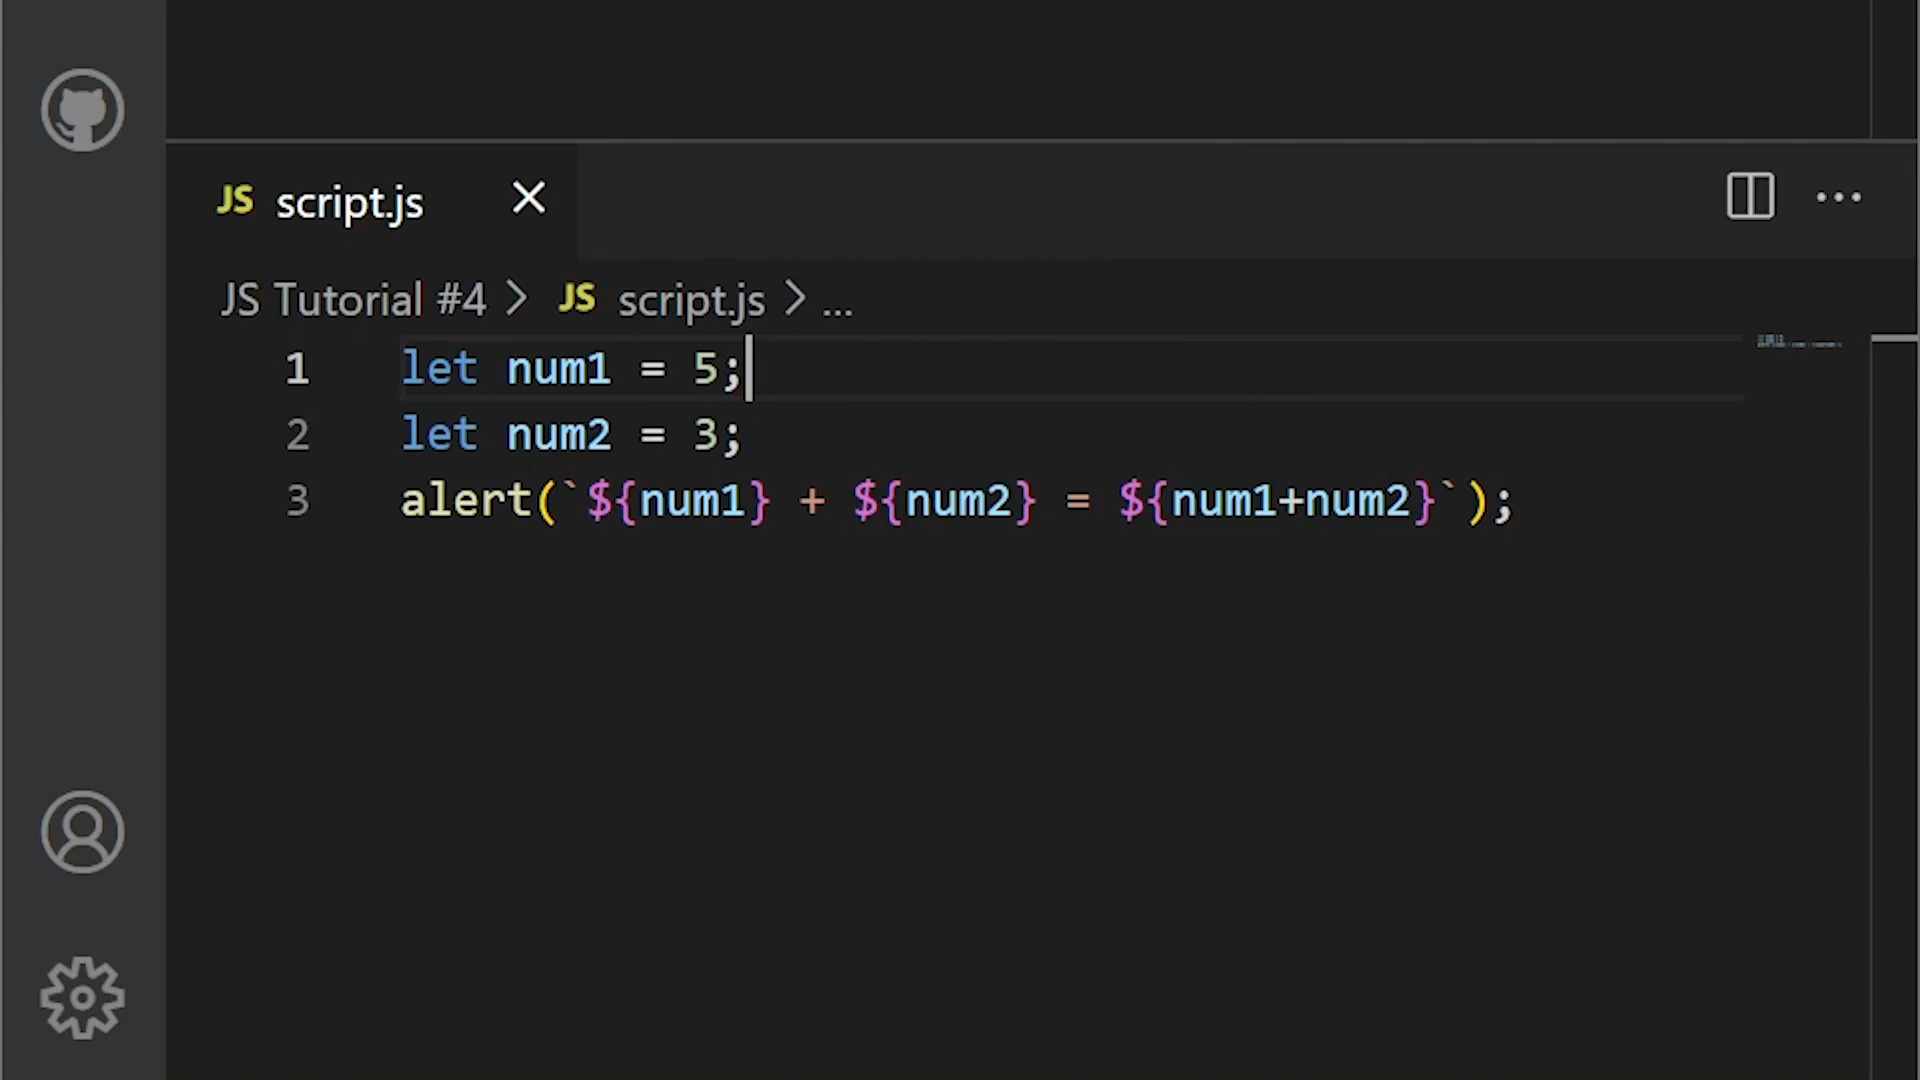 JS script.js
JS Tutorial #4 > JS script.js > ...
1 let num1 = 5;
2 let num2 = 3;
3 alert(`${num1} + ${num2} = ${num1+num2}`);